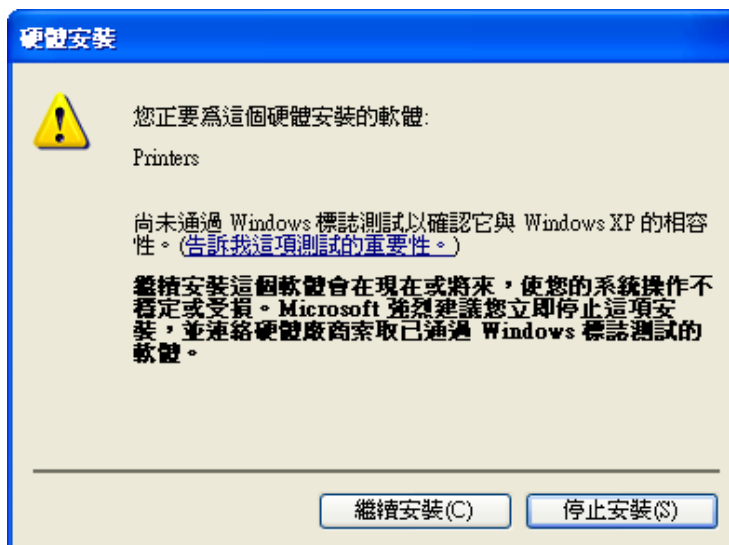 硬體安裝
您正要為這個硬體安裝的軟體:
Printers
尚未通過 Windows 標誌測試以確認它與 Windows XP 的相容
性。(告訴我這項測試的重要性。)
繼續安裝這個軟體會在現在或將來，使您的系統操作不
穩定或受損。Microsoft 強烈建議您立即停止這項安
裝，並連絡硬體廠商索取已通過 Windows 標誌測試的
軟體。
繼續安裝(C)
停止安裝(S)